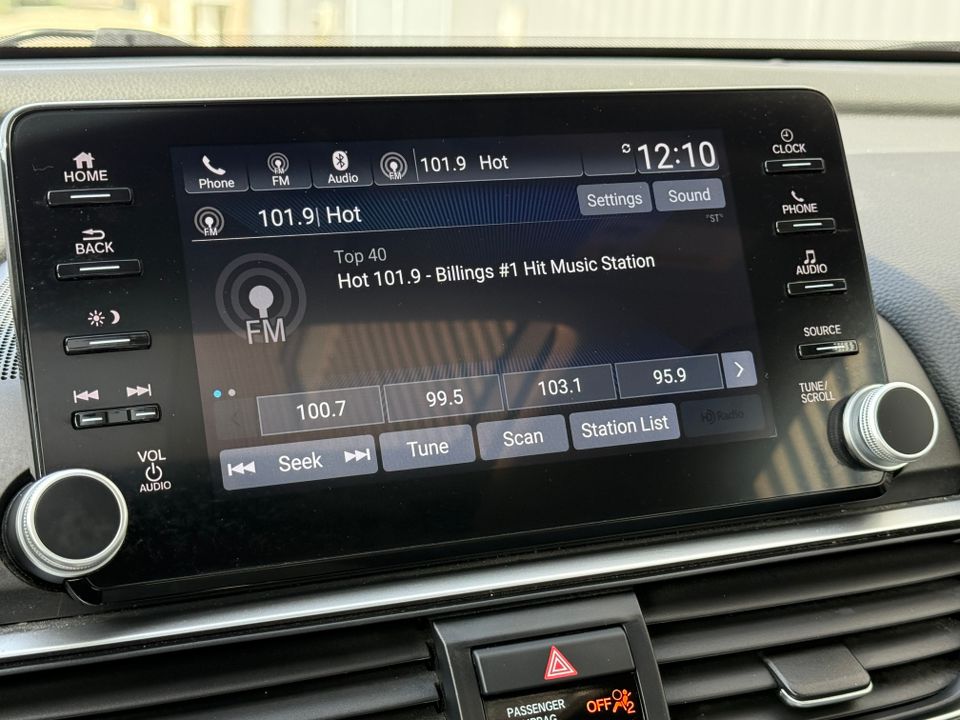 HOME
BACK
VOL
AUDIO
Phone
FM
Audio
FM
101.9 Hot
12:10
FM
101.9| Hot
Settings
Sound
"ST"
Top 40
Hot 101.9 - Billings #1 Hit Music Station
FM
100.7
99.5
103.1
95.9
Seek
Tune
Scan
Station List
HD Radio
CLOCK
PHONE
AUDIO
SOURCE
TUNE/
SCROLL
PASSENGER
AIRBAG
OFF
2